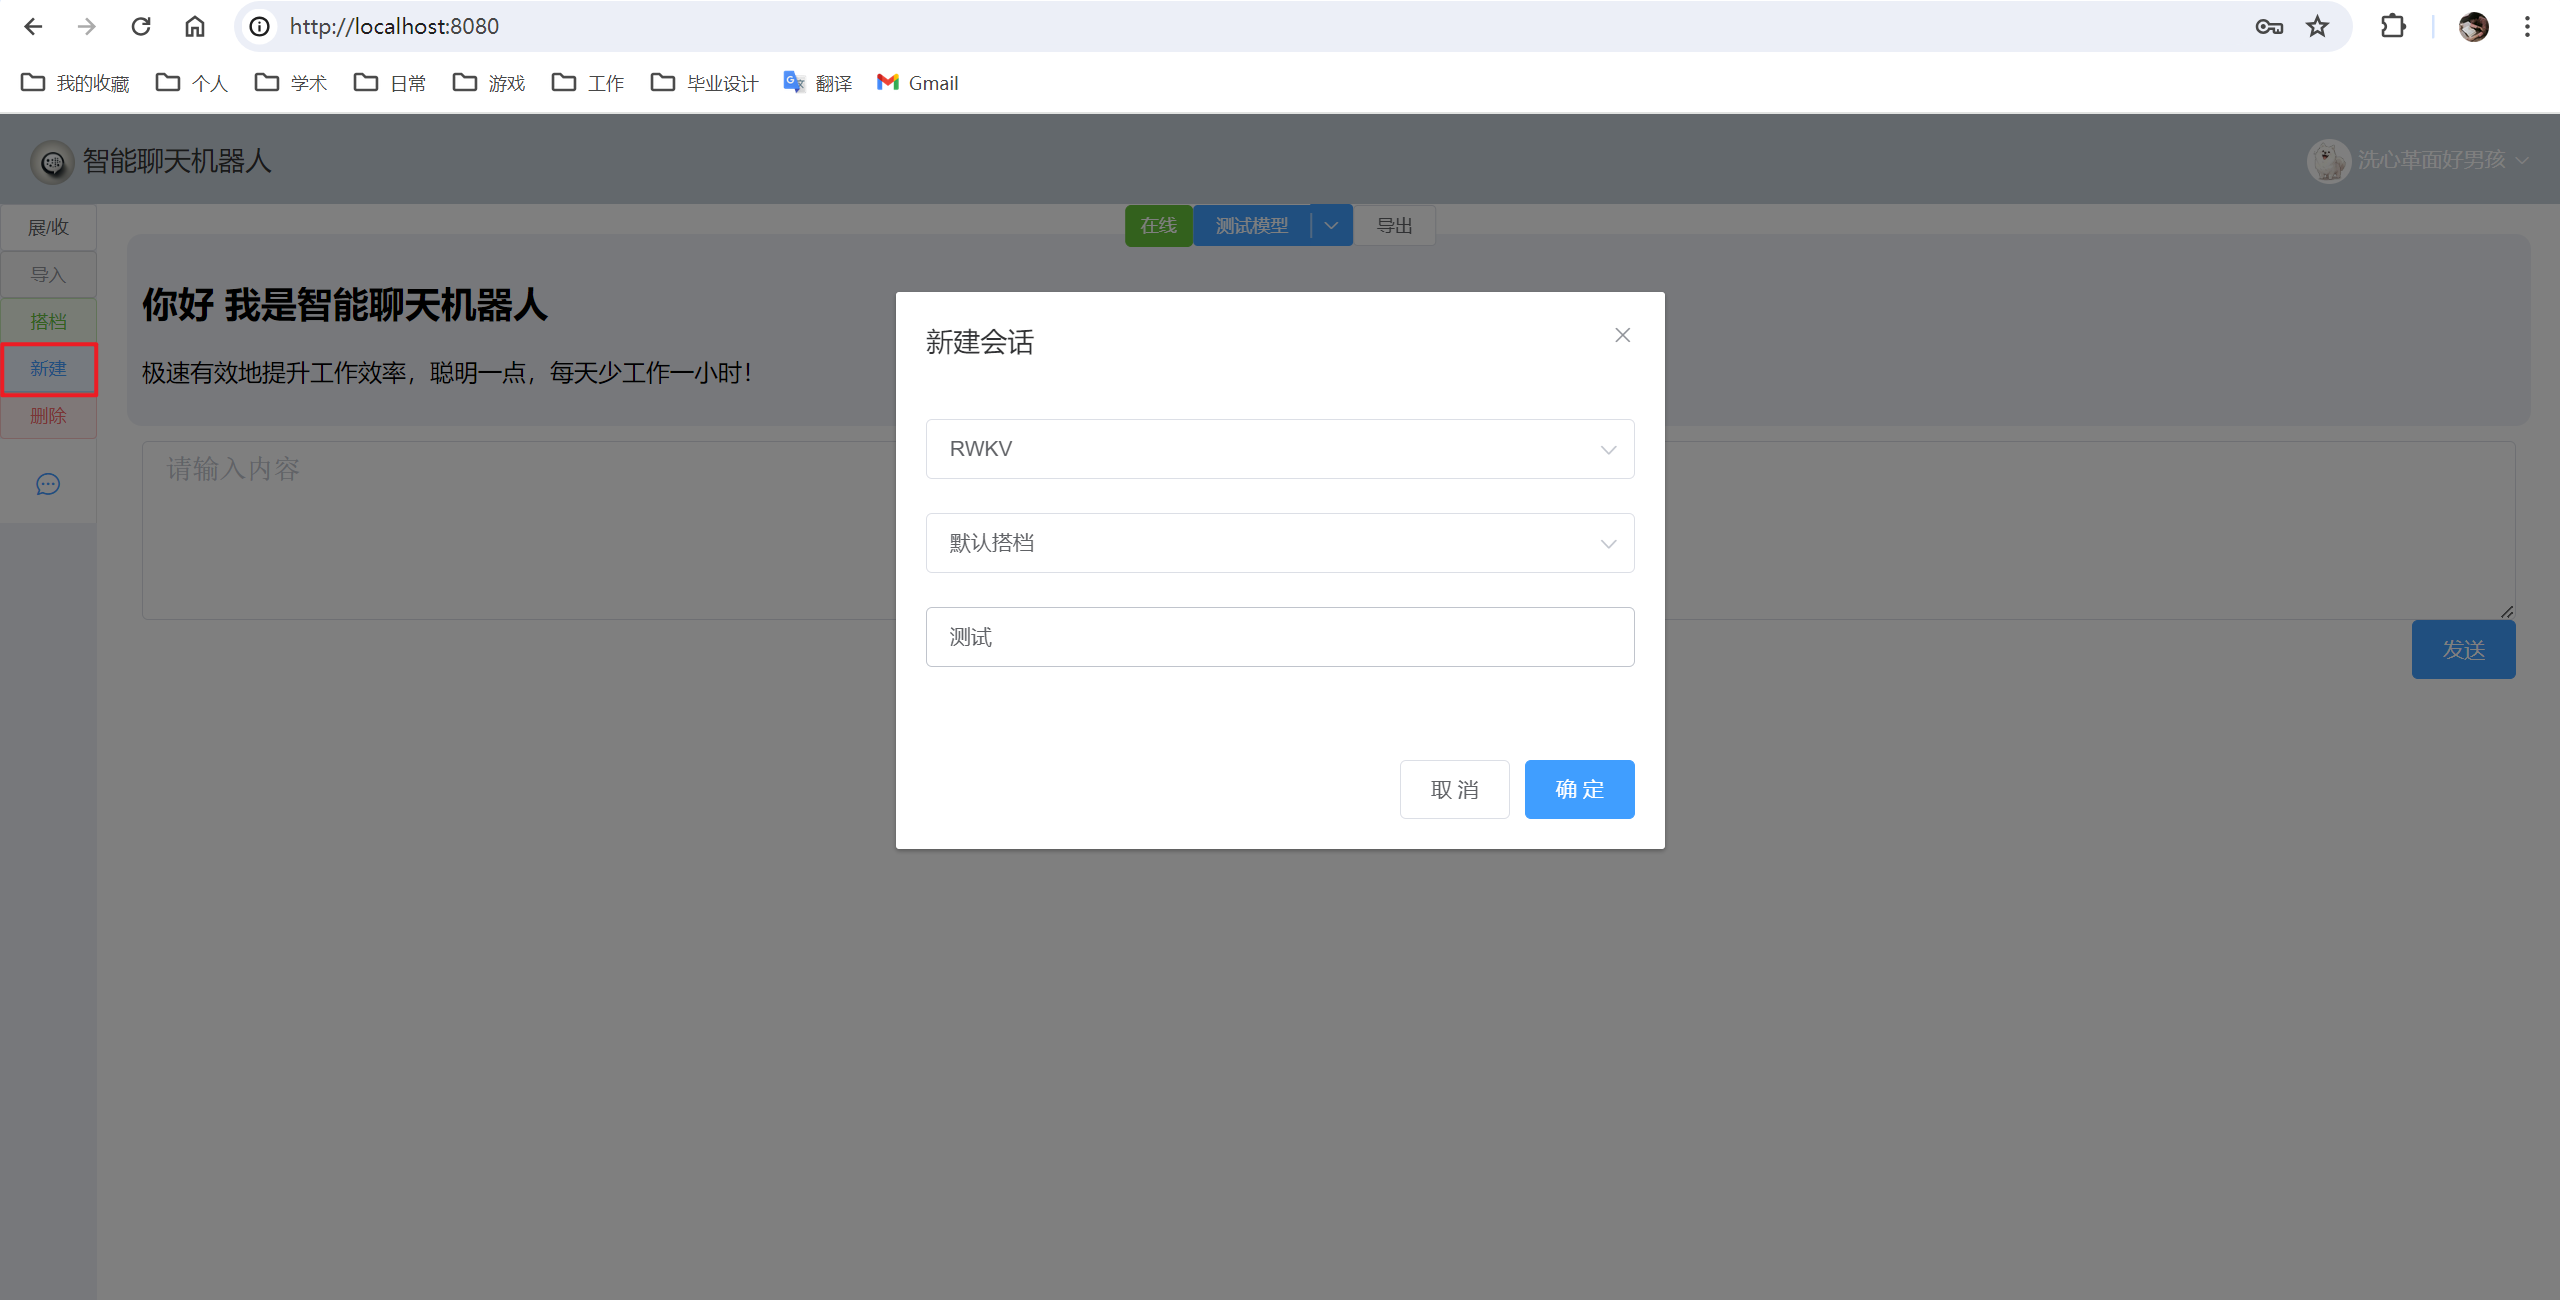 http://localhost:8080
我的收藏 个人 学术 日常 游戏 工作 毕业设计 翻译 Gmail
智能聊天机器人 洗心革面好男孩
展/收 在线 测试模型 导出
导入
搭档
新建
删除
你好 我是智能聊天机器人
极速有效地提升工作效率，聪明一点，每天少工作一小时！
请输入内容
发送
新建会话
RWKV
默认搭档
测试
取 消 确 定